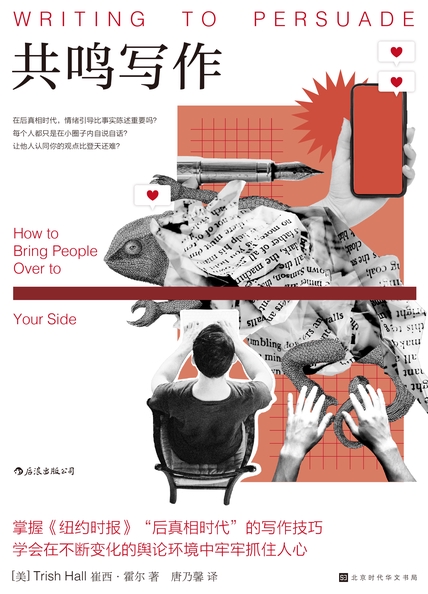 WRITING TO PERSUADE
共鸣写作
在后真相时代，情绪引导比事实陈述重要吗？
每个人都只是在小圈子内自说自话？
让他人认同你的观点比登天还难？
How to
Bring People
Over to
Your Side
后浪出版公司
掌握《纽约时报》“后真相时代”的写作技巧
学会在不断变化的舆论环境中牢牢抓住人心
[美] Trish Hall 崔西·霍尔 著 唐乃馨 译
北京时代华文书局